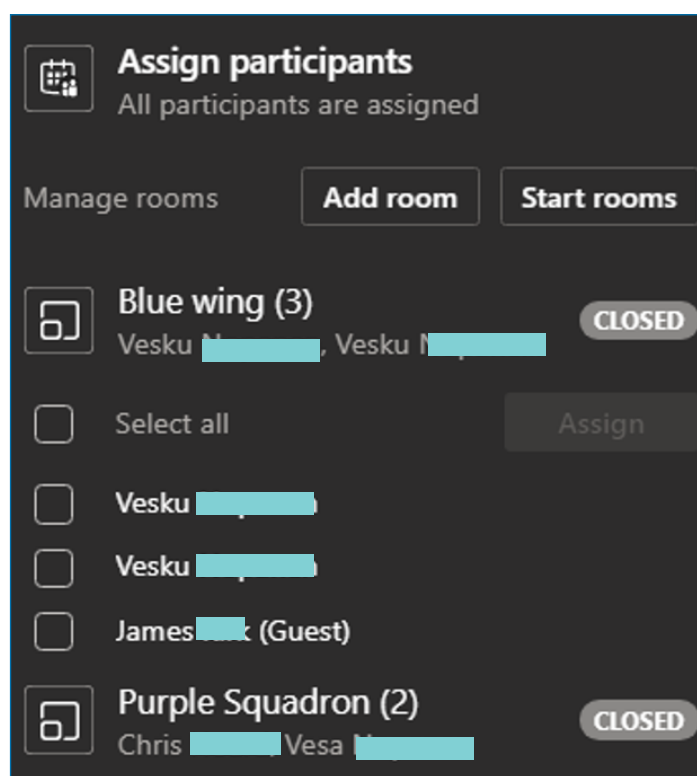 Assign participants
All participants are assigned
Manage rooms Add room Start rooms
Blue wing (3) CLOSED
Vesku , Vesku
Select all Assign
Vesku
Vesku
James (Guest)
Purple Squadron (2) CLOSED
Chris Vesa